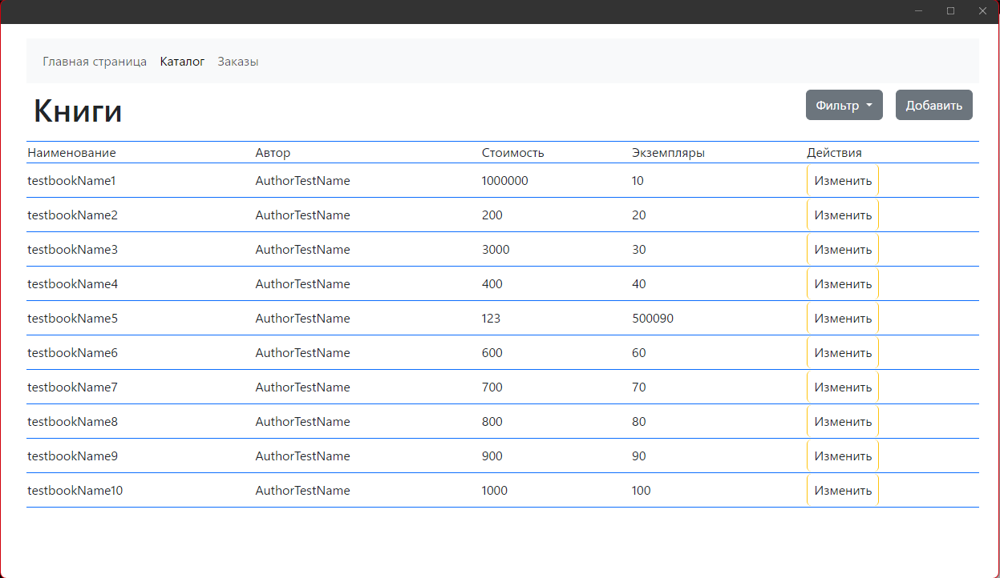 Главная страница Каталог Заказы
Книги Фильтр Добавить
Наименование Автор Стоимость Экземпляры Действия
testbookName1 AuthorTestName 1000000 10 Изменить
testbookName2 AuthorTestName 200 20 Изменить
testbookName3 AuthorTestName 3000 30 Изменить
testbookName4 AuthorTestName 400 40 Изменить
testbookName5 AuthorTestName 123 500090 Изменить
testbookName6 AuthorTestName 600 60 Изменить
testbookName7 AuthorTestName 700 70 Изменить
testbookName8 AuthorTestName 800 80 Изменить
testbookName9 AuthorTestName 900 90 Изменить
testbookName10 AuthorTestName 1000 100 Изменить